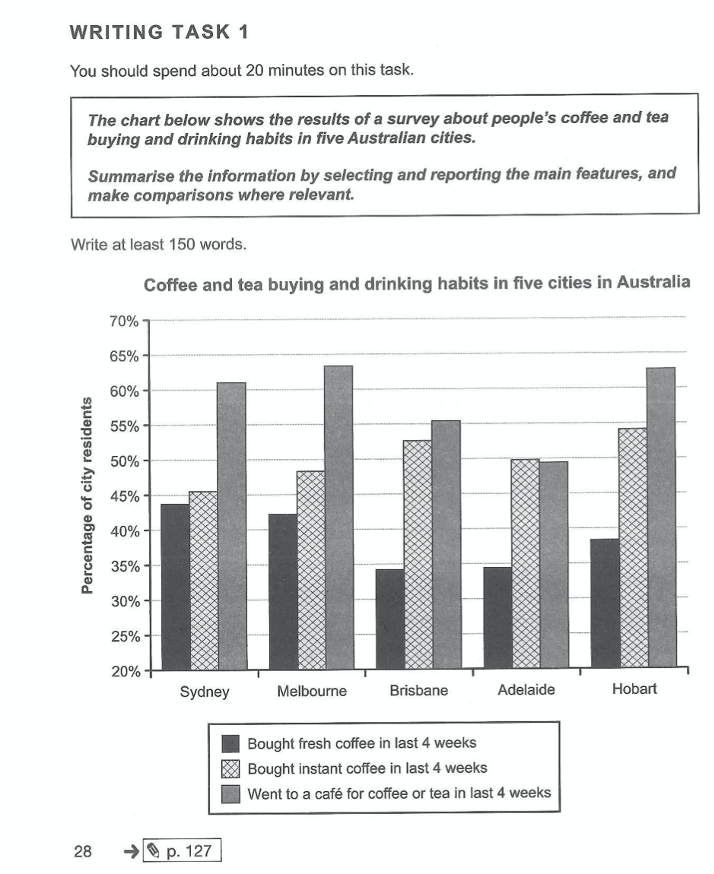 WRITING TASK 1
You should spend about 20 minutes on this task.
The chart below shows the results of a survey about people's coffee and tea
buying and drinking habits in five Australian cities.
Summarise the information by selecting and reporting the main features, and
make comparisons where relevant.
Write at least 150 words.
Coffee and tea buying and drinking habits in five cities in Australia
70%
65%
60%
55%
50%
45%
40%
35%
30%
25%
20%
Percentage of city residents
Sydney Melbourne Brisbane Adelaide Hobart
Bought fresh coffee in last 4 weeks
Bought instant coffee in last 4 weeks
Went to a café for coffee or tea in last 4 weeks
28 → p. 127